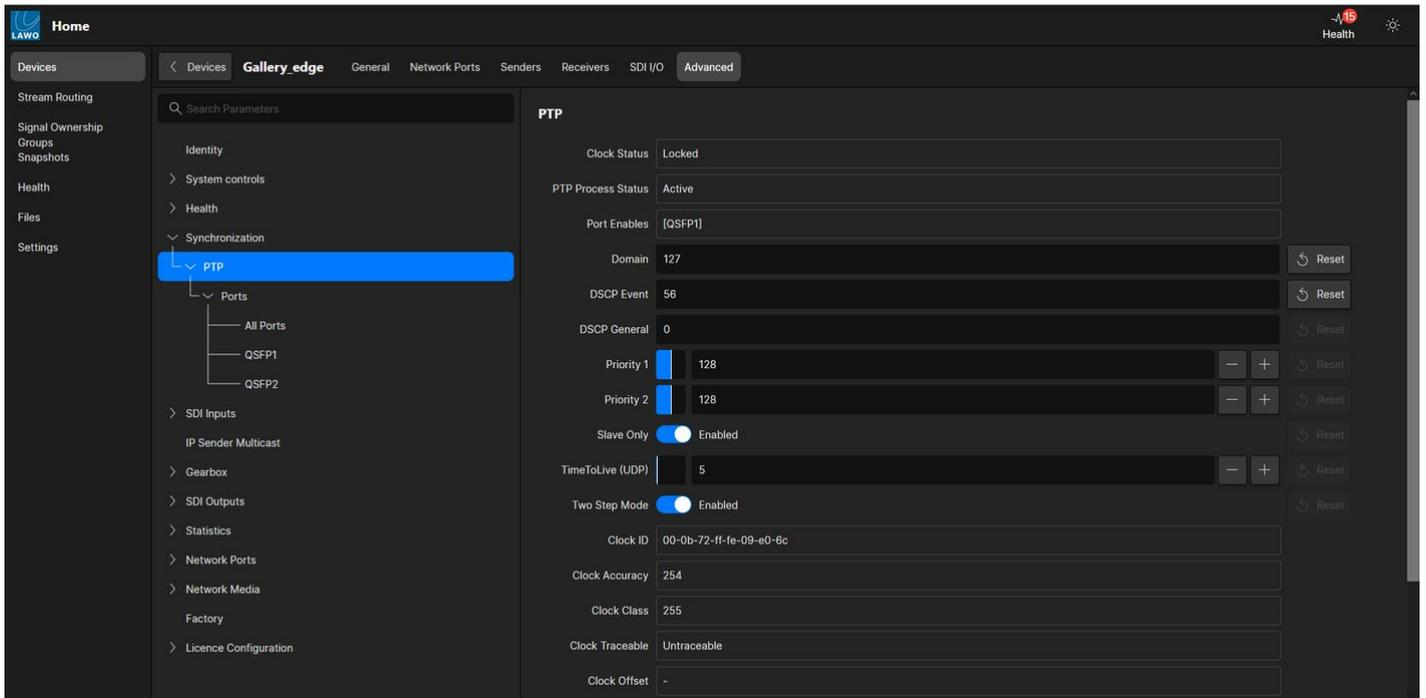 LAWO
Home
15
Health
Devices
Stream Routing
Signal Ownership
Groups
Snapshots
Health
Files
Settings
Devices
Gallery_edge
General
Network Ports
Senders
Receivers
SDI I/O
Advanced
Search Parameters
Identity
System controls
Health
Synchronization
PTP
Ports
All Ports
QSFP1
QSFP2
SDI Inputs
IP Sender Multicast
Gearbox
SDI Outputs
Statistics
Network Ports
Network Media
Factory
Licence Configuration
PTP
Clock Status Locked
PTP Process Status Active
Port Enables [QSFP1]
Domain 127 Reset
DSCP Event 56 Reset
DSCP General 0 Reset
Priority 1 128 Reset
Priority 2 128 Reset
Slave Only Enabled Reset
TimeToLive (UDP) 5 Reset
Two Step Mode Enabled Reset
Clock ID 00-0b-72-ff-fe-09-e0-6c
Clock Accuracy 254
Clock Class 255
Clock Traceable Untraceable
Clock Offset -